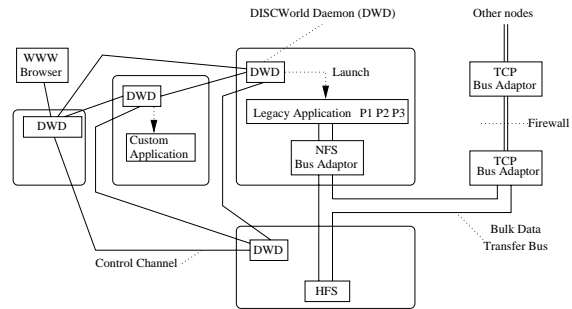 DISCWorld Daemon (DWD)
Other nodes
WWW
Browser
DWD
DWD
DWD
Launch
TCP
Bus Adaptor
Legacy Application P1 P2 P3
Firewall
Custom
Application
NFS
Bus Adaptor
TCP
Bus Adaptor
DWD
Control Channel
Bulk Data
Transfer Bus
HFS